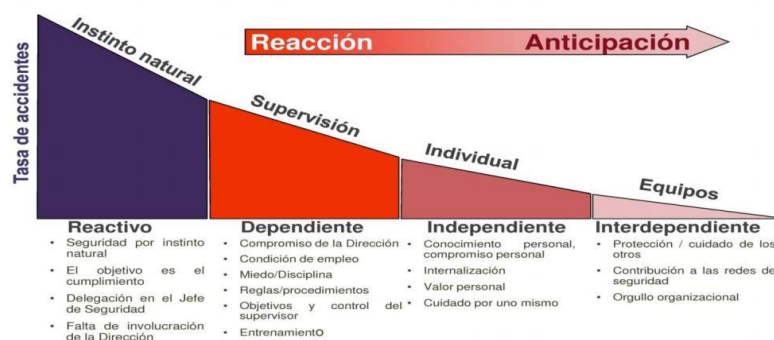 Instinto natural
Reacción
Anticipación
Tasa de accidentes
Supervisión
Individual
Equipos
Reactivo
• Seguridad por instinto
natural
• El objetivo es el
cumplimiento
• Delegación en el Jefe
de Seguridad
• Falta de involucración
de la Dirección
Dependiente
• Compromiso de la Dirección
• Condición de empleo
• Miedo/Disciplina
• Reglas/procedimientos
• Objetivos y control del
supervisor
• Entrenamiento
Independiente
• Conocimiento personal,
compromiso personal
• Internalización
• Valor personal
• Cuidado por uno mismo
Interdependiente
• Protección / cuidado de los
otros
• Contribución a las redes de
seguridad
• Orgullo organizacional